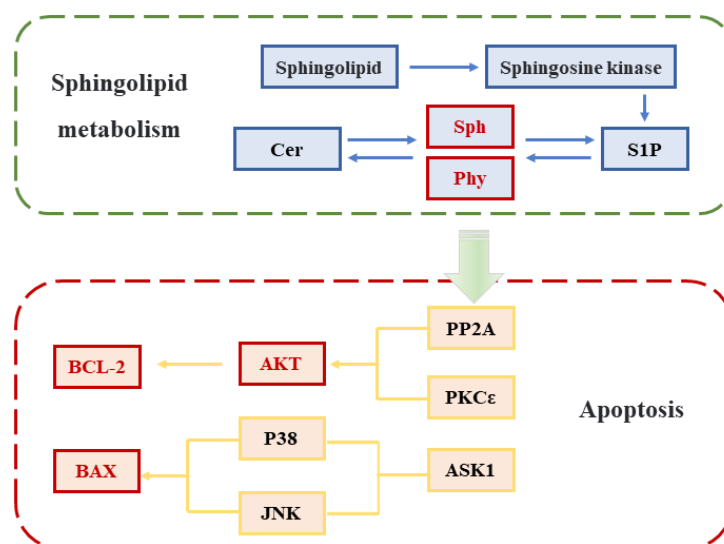 Sphingolipid
metabolism
Sphingolipid
Sphingosine kinase
Cer
Sph
Phy
S1P
PP2A
BCL-2
AKT
PKCε
Apoptosis
P38
BAX
ASK1
JNK